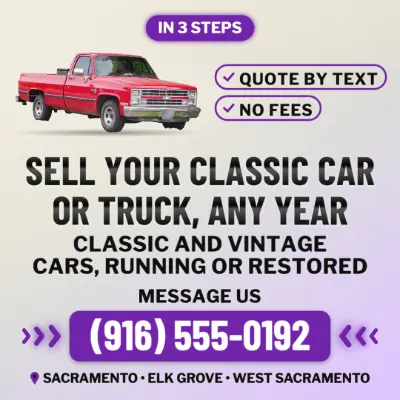 IN 3 STEPS
QUOTE BY TEXT
NO FEES
SELL YOUR CLASSIC CAR
OR TRUCK, ANY YEAR
CLASSIC AND VINTAGE
CARS, RUNNING OR RESTORED
MESSAGE US
(916) 555-0192
SACRAMENTO • ELK GROVE • WEST SACRAMENTO